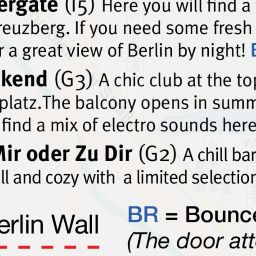 ergate (I5) Here you will find a
reuzberg. If you need some fresh
r a great view of Berlin by night!
kend (G3) A chic club at the top
platz.The balcony opens in summ
find a mix of electro sounds here
Mir oder Zu Dir (G2) A chill bar
ll and cozy with a limited selection
erlin Wall
BR = Bounce
(The door att